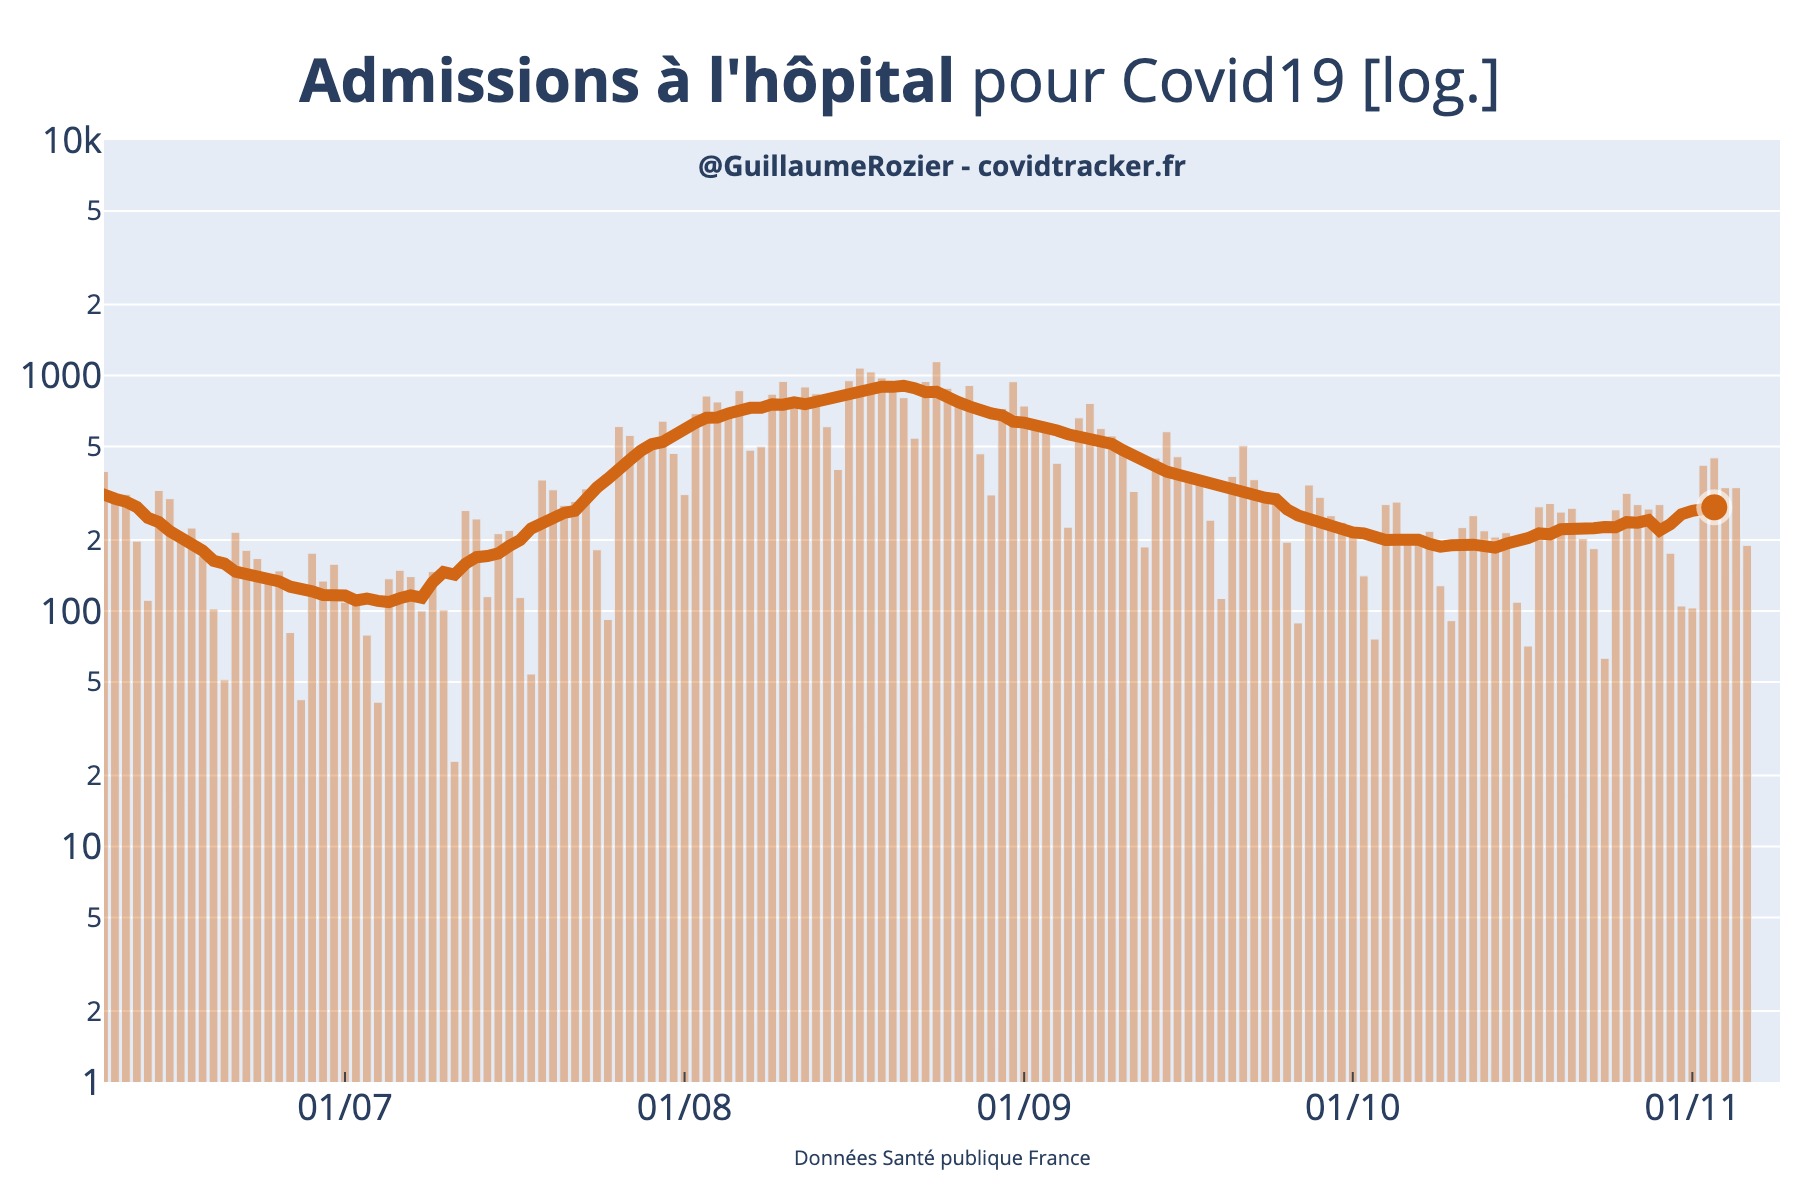 Admissions à l'hôpital pour Covid19 [log.]
@GuillaumeRozier - covidtracker.fr
10k
5
2
1000
5
2
100
5
2
10
5
2
1
01/07 01/08 01/09 01/10 01/11
Données Santé publique France